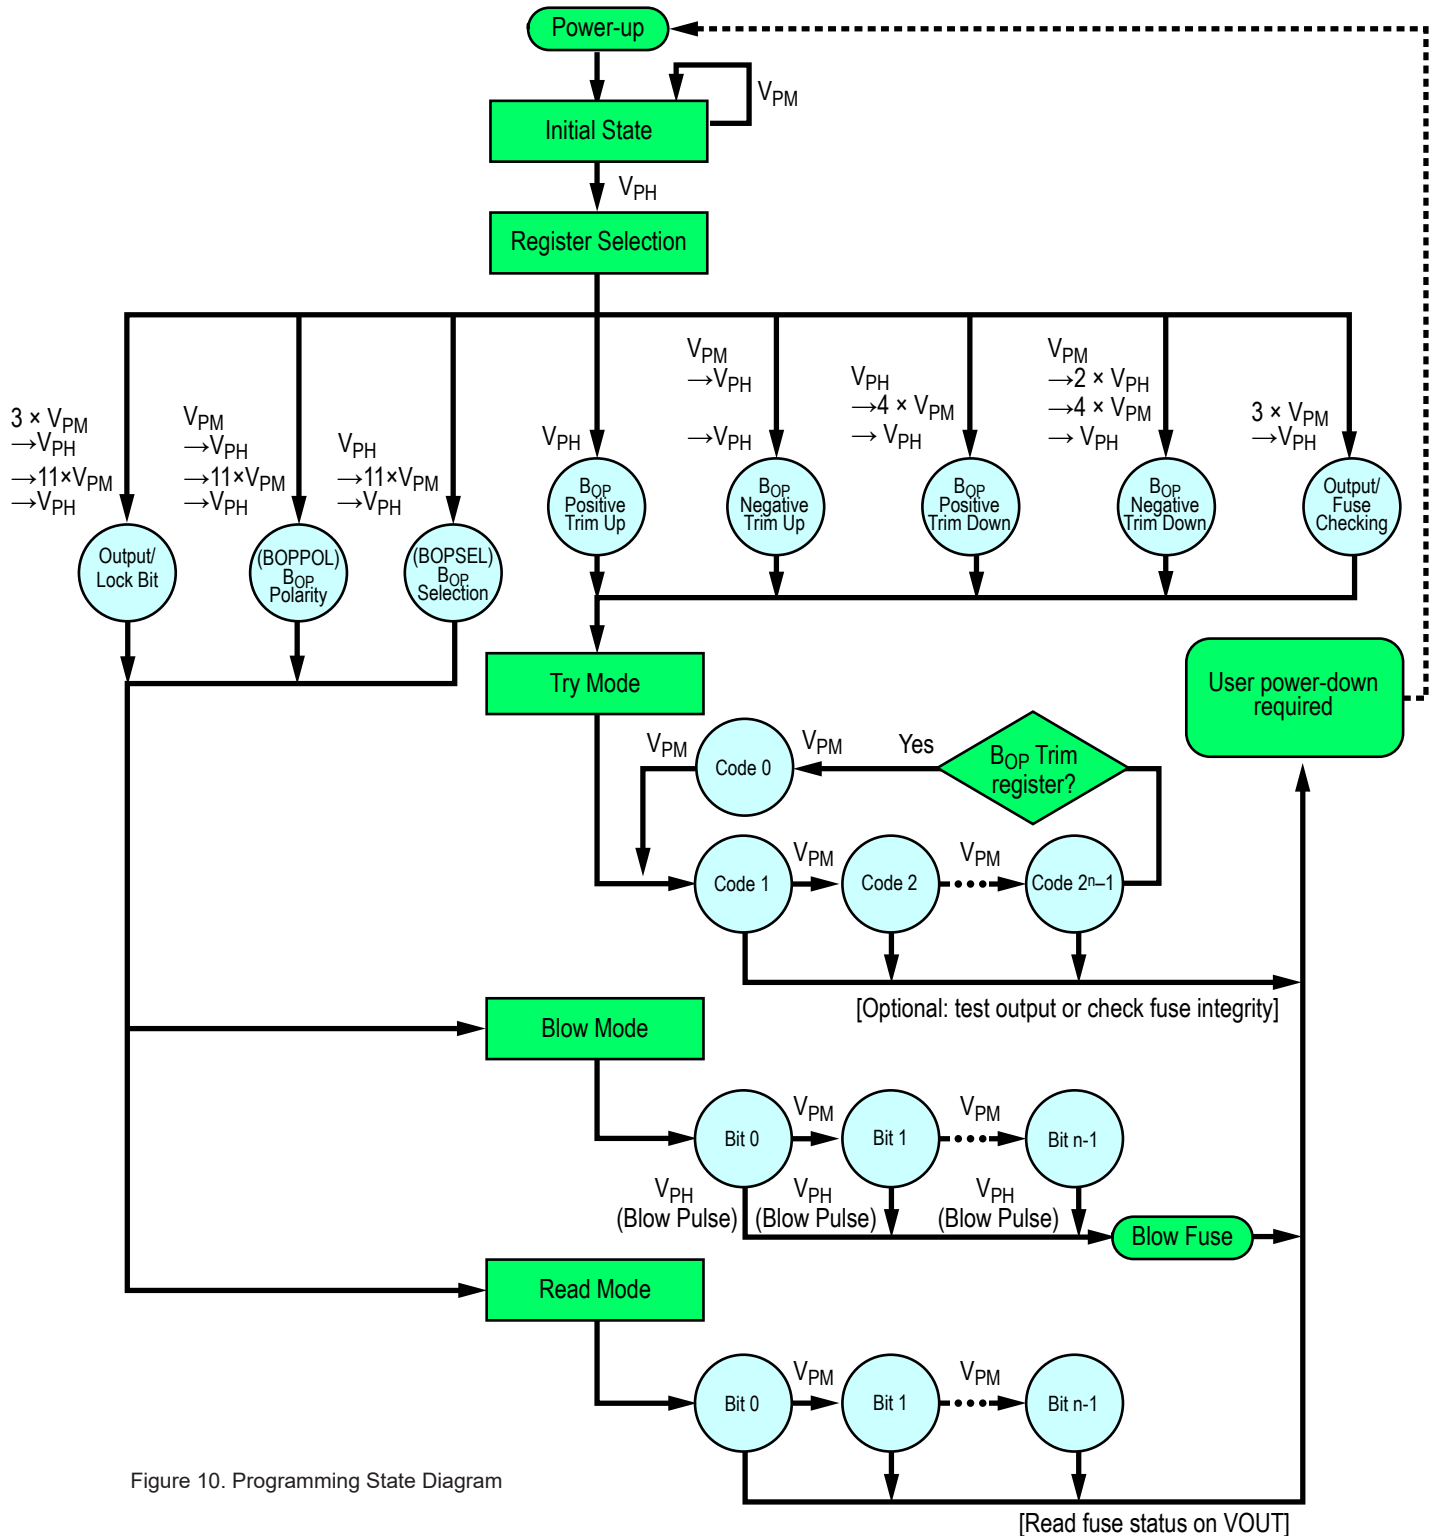 Power-up
VPM
Initial State
VPH
Register Selection
3 × VPM
→VPH
→11×VPM
→VPH
VPM
→VPH
→11×VPM
→VPH
VPH
→11×VPM
→VPH
VPH
VPM
→VPH
→VPH
VPH
→4 × VPM
→ VPH
VPM
→2 × VPH
→4 × VPM
→ VPH
3 × VPM
→VPH
Output/
Lock Bit
(BOPPOL)
BOP
Polarity
(BOPSEL)
BOP
Selection
BOP
Positive
Trim Up
BOP
Negative
Trim Up
BOP
Positive
Trim Down
BOP
Negative
Trim Down
Output/
Fuse
Checking
Try Mode
User power-down
required
VPM
Code 0
VPM
Yes
BOP Trim
register?
Code 1
VPM
Code 2
VPM
Code 2ⁿ–1
[Optional: test output or check fuse integrity]
Blow Mode
Bit 0
VPM
Bit 1
VPM
Bit n-1
VPH
(Blow Pulse)
VPH
(Blow Pulse)
VPH
(Blow Pulse)
Blow Fuse
Read Mode
Bit 0
VPM
Bit 1
VPM
Bit n-1
Figure 10. Programming State Diagram
[Read fuse status on VOUT]